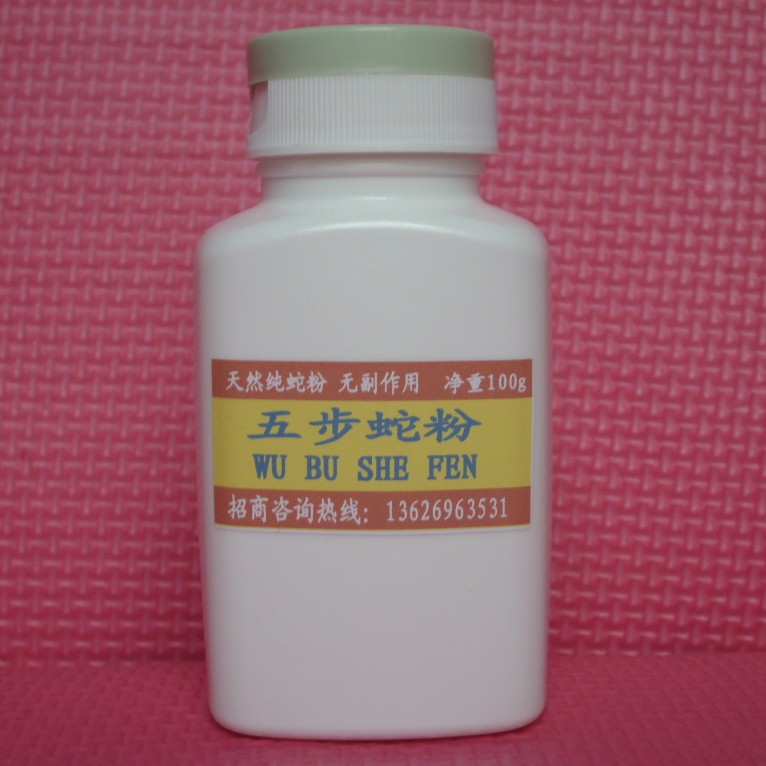 天然纯蛇粉 无副作用 净重100g
五步蛇粉
WU BU SHE FEN
招商咨询热线：13626963531